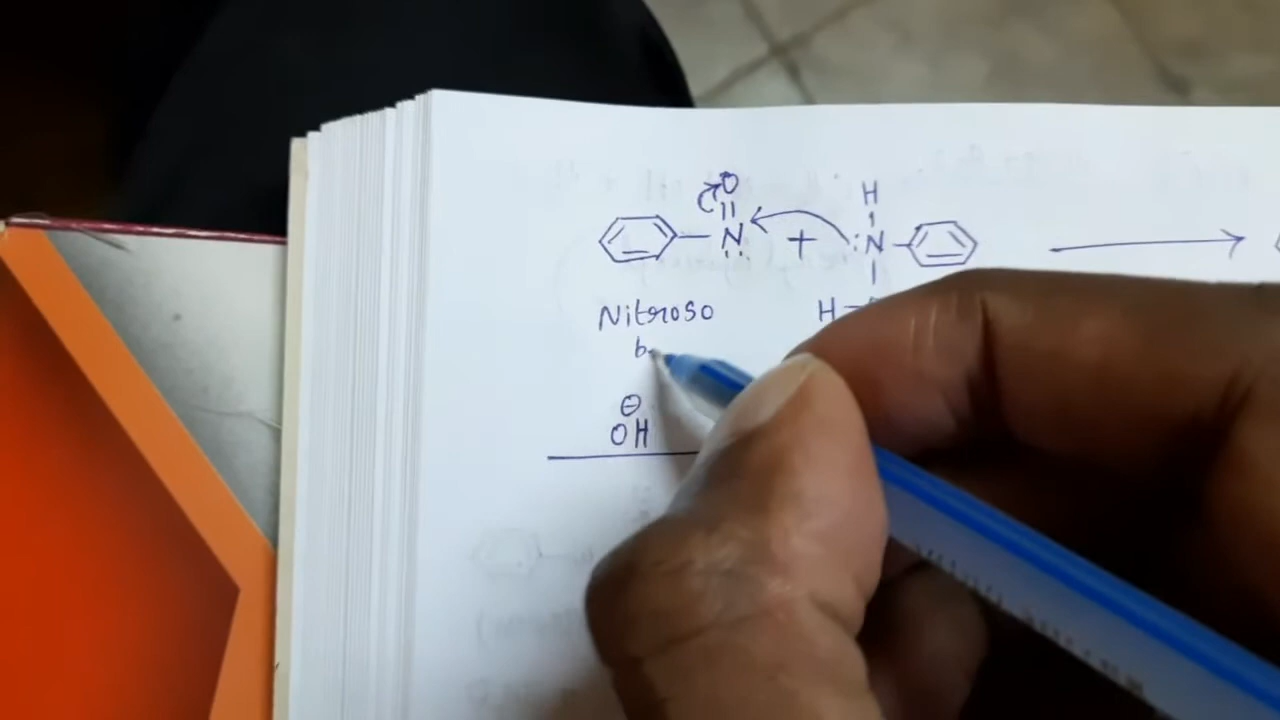 O H
N + :N
Nitroso H
b
⊖
OH